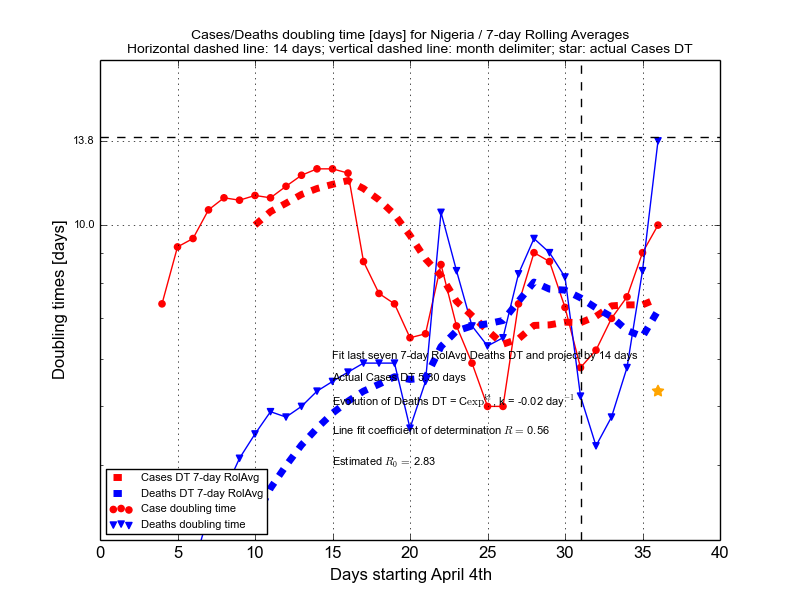 Cases/Deaths doubling time [days] for Nigeria / 7-day Rolling Averages
Horizontal dashed line: 14 days; vertical dashed line: month delimiter; star: actual Cases DT
13.8
10.0
Doubling times [days]
Fit last seven 7-day RolAvg Deaths DT and project by 14 days
Actual Cases DT 5.30 days
Evolution of Deaths DT = Cexp^{kt}, k = -0.02 day^{-1}
Line fit coefficient of determination R = 0.56
Estimated R_0 = 2.83
Cases DT 7-day RolAvg
Deaths DT 7-day RolAvg
Case doubling time
Deaths doubling time
0 5 10 15 20 25 30 35 40
Days starting April 4th